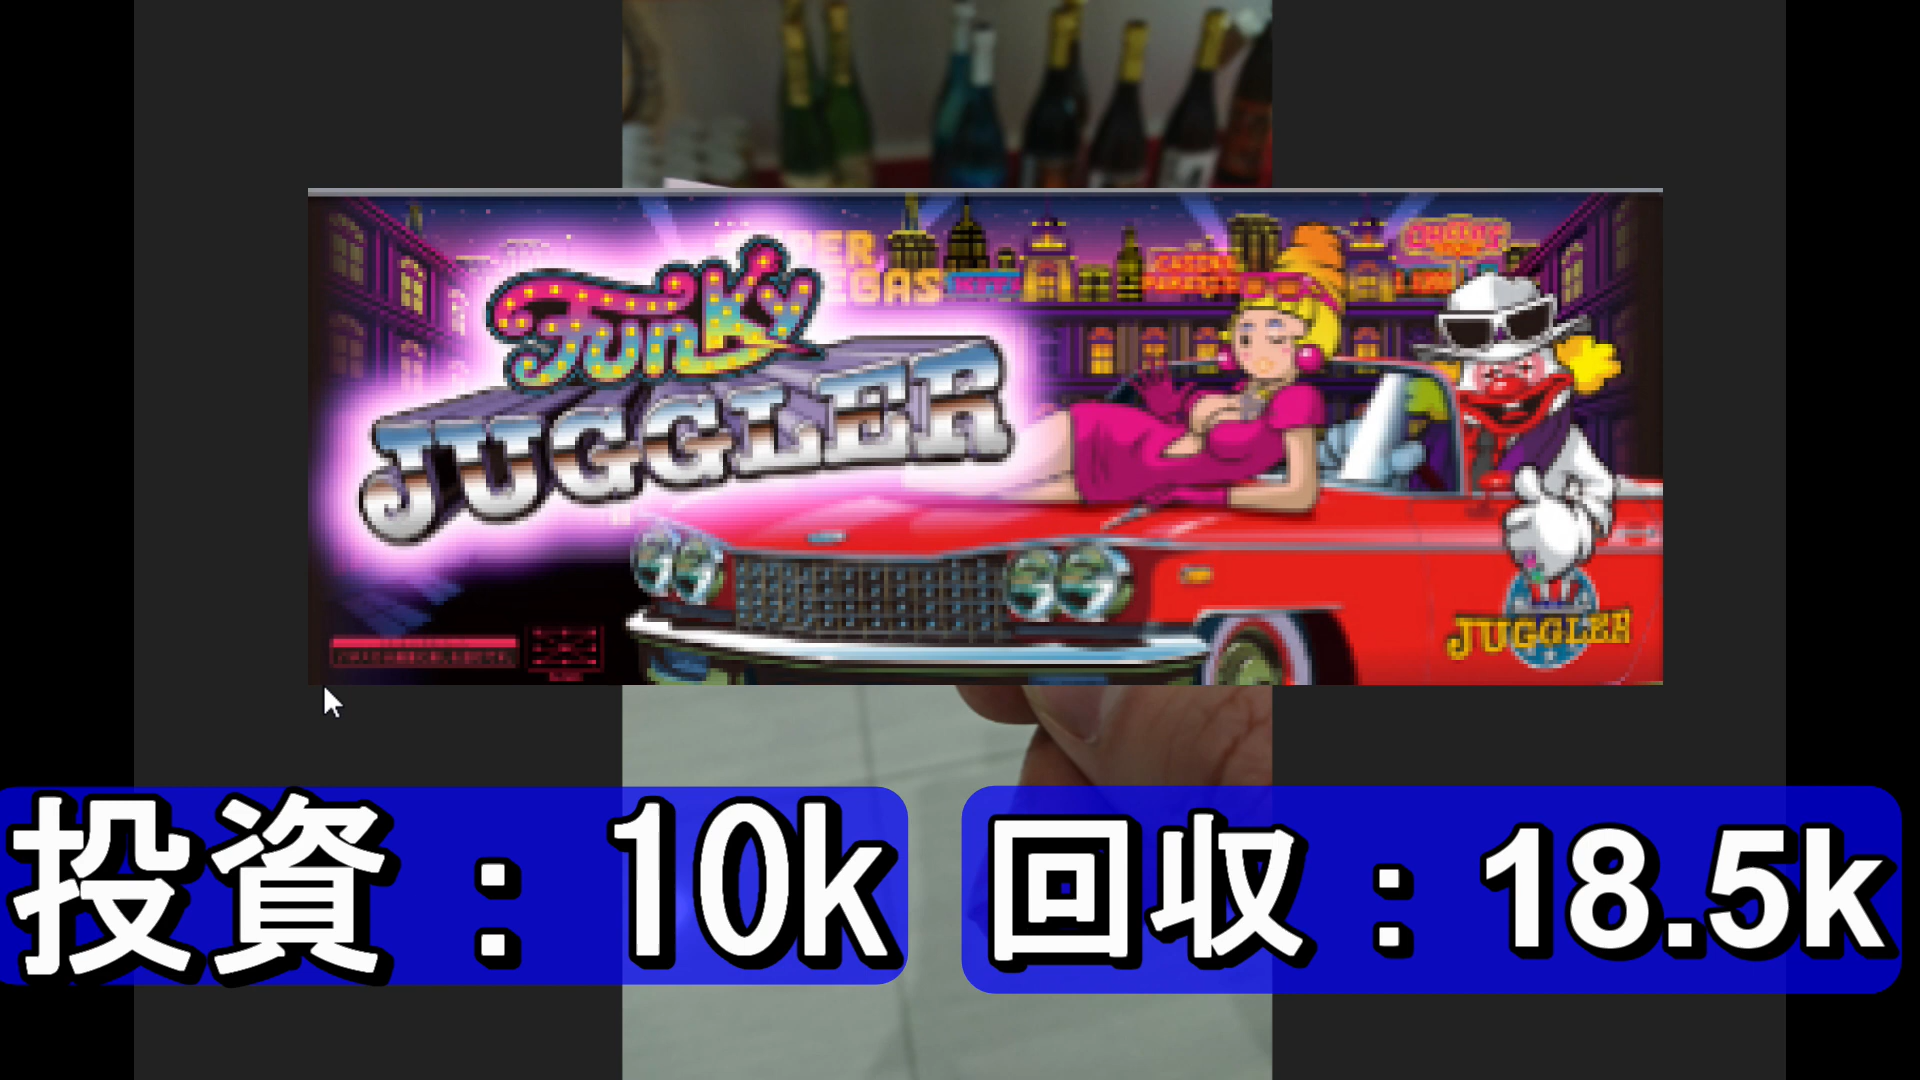 Funky
JUGGLER
JUGGLER
投資：10k
回収：18.5k